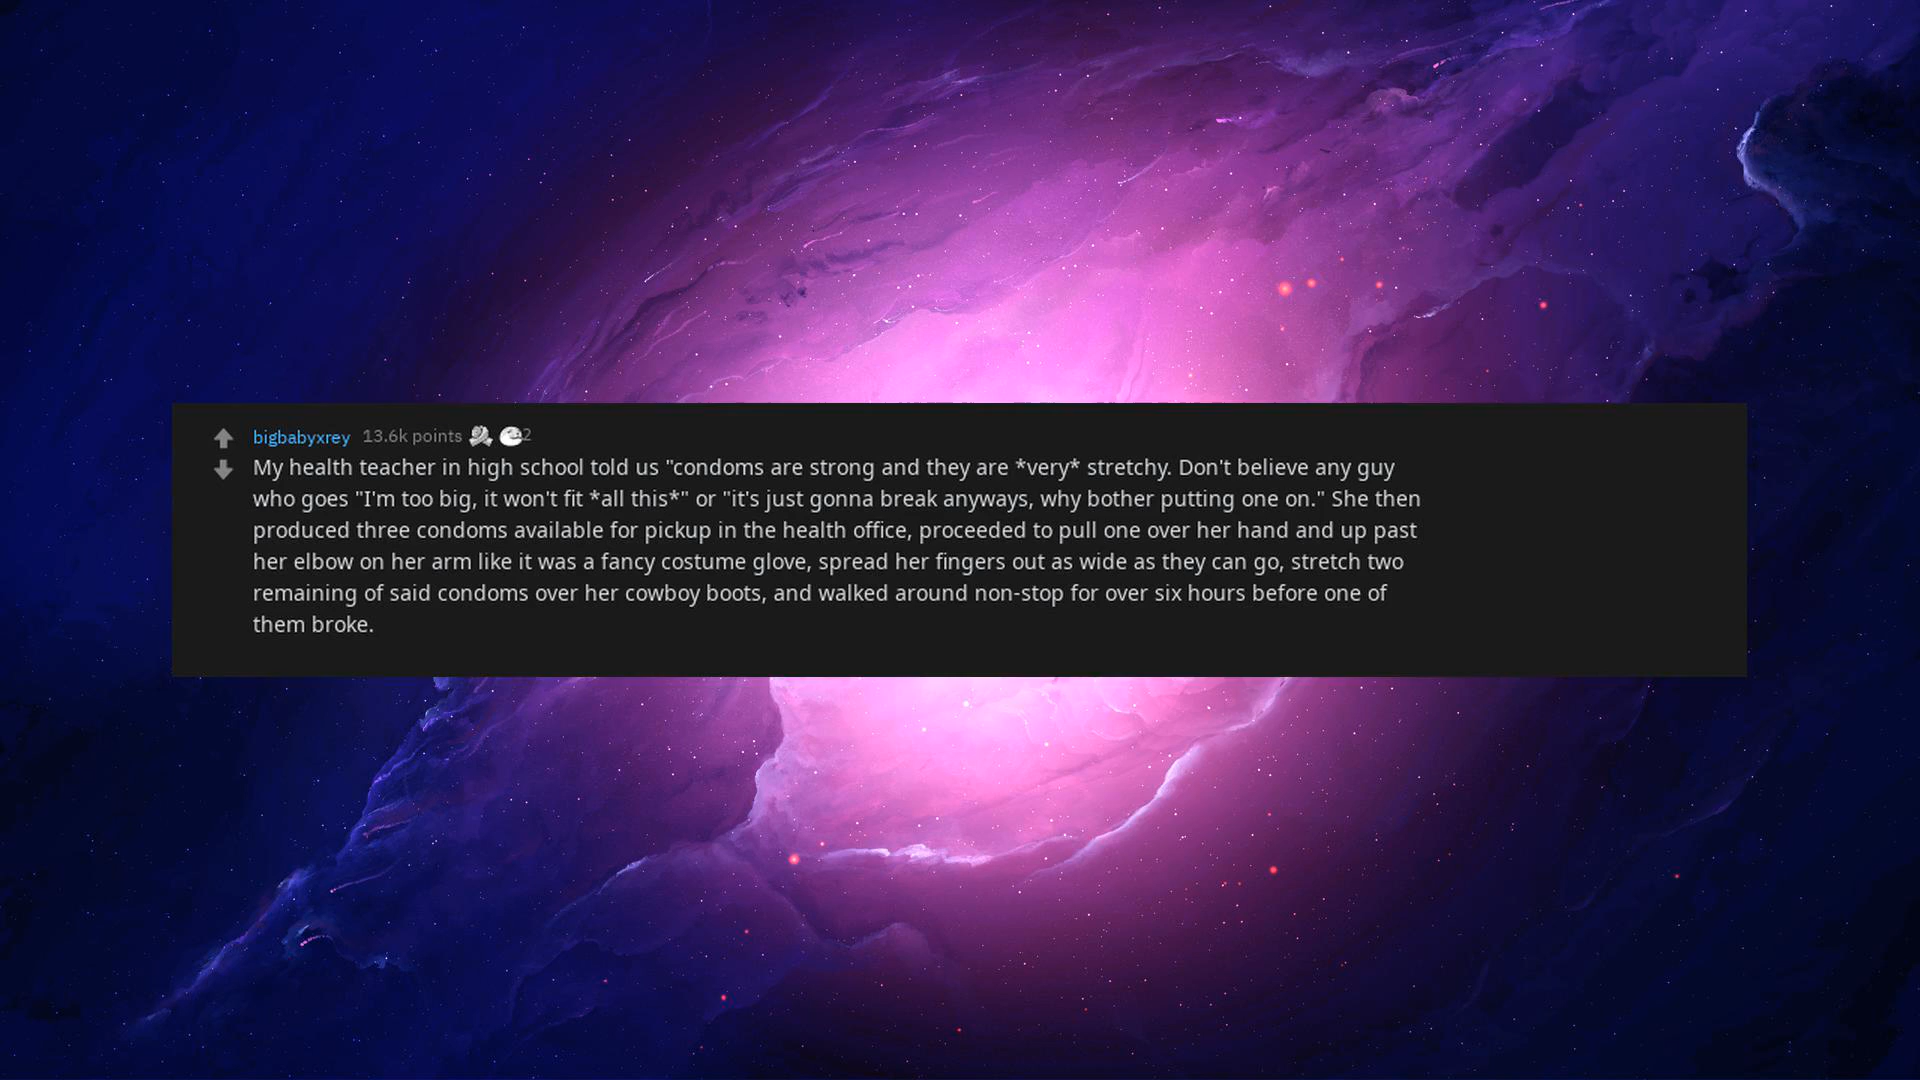 bigbabyxrey 13.6k points 2
My health teacher in high school told us "condoms are strong and they are *very* stretchy. Don't believe any guy
who goes "I'm too big, it won't fit *all this*" or "it's just gonna break anyways, why bother putting one on." She then
produced three condoms available for pickup in the health office, proceeded to pull one over her hand and up past
her elbow on her arm like it was a fancy costume glove, spread her fingers out as wide as they can go, stretch two
remaining of said condoms over her cowboy boots, and walked around non-stop for over six hours before one of
them broke.